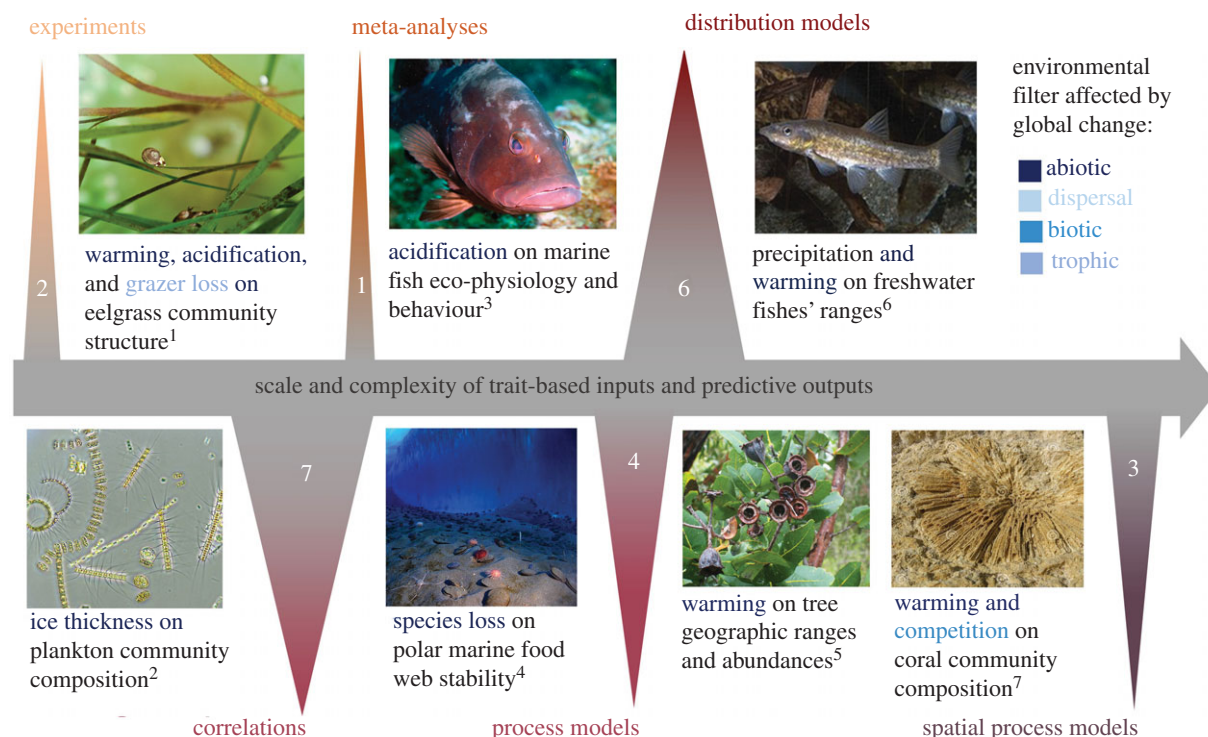 experiments
meta-analyses
distribution models
environmental
filter affected by
global change:
abiotic
dispersal
biotic
trophic
warming, acidification,
and grazer loss on
eelgrass community
structure1
acidification on marine
fish eco-physiology and
behaviour3
precipitation and
warming on freshwater
fishes' ranges6
2
1
6
scale and complexity of trait-based inputs and predictive outputs
7
4
3
ice thickness on
plankton community
composition2
species loss on
polar marine food
web stability4
warming on tree
geographic ranges
and abundances5
warming and
competition on
coral community
composition7
correlations
process models
spatial process models